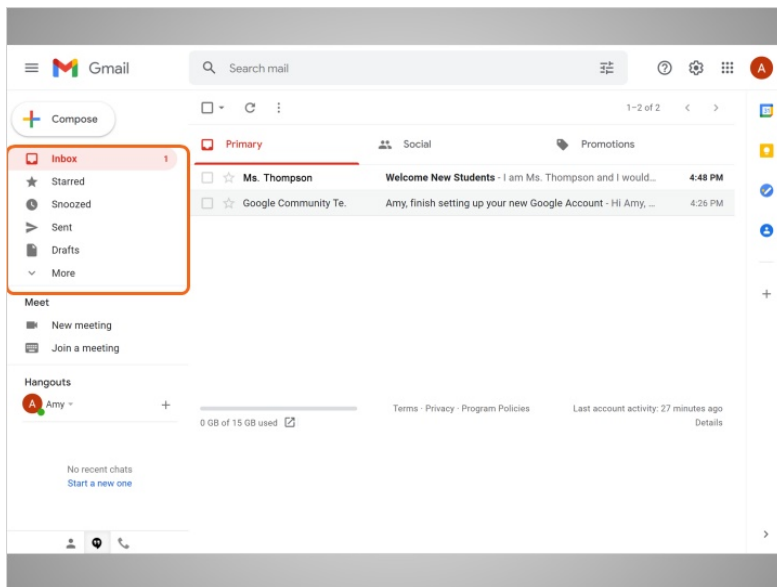 Gmail
Search mail
A
Compose
1–2 of 2
Primary
Social
Promotions
Inbox 1
Starred
Snoozed
Sent
Drafts
More
Ms. Thompson Welcome New Students - I am Ms. Thompson and I would... 4:48 PM
Google Community Te. Amy, finish setting up your new Google Account - Hi Amy, ... 4:26 PM
Meet
New meeting
Join a meeting
Hangouts
A Amy
No recent chats
Start a new one
0 GB of 15 GB used
Terms · Privacy · Program Policies
Last account activity: 27 minutes ago
Details